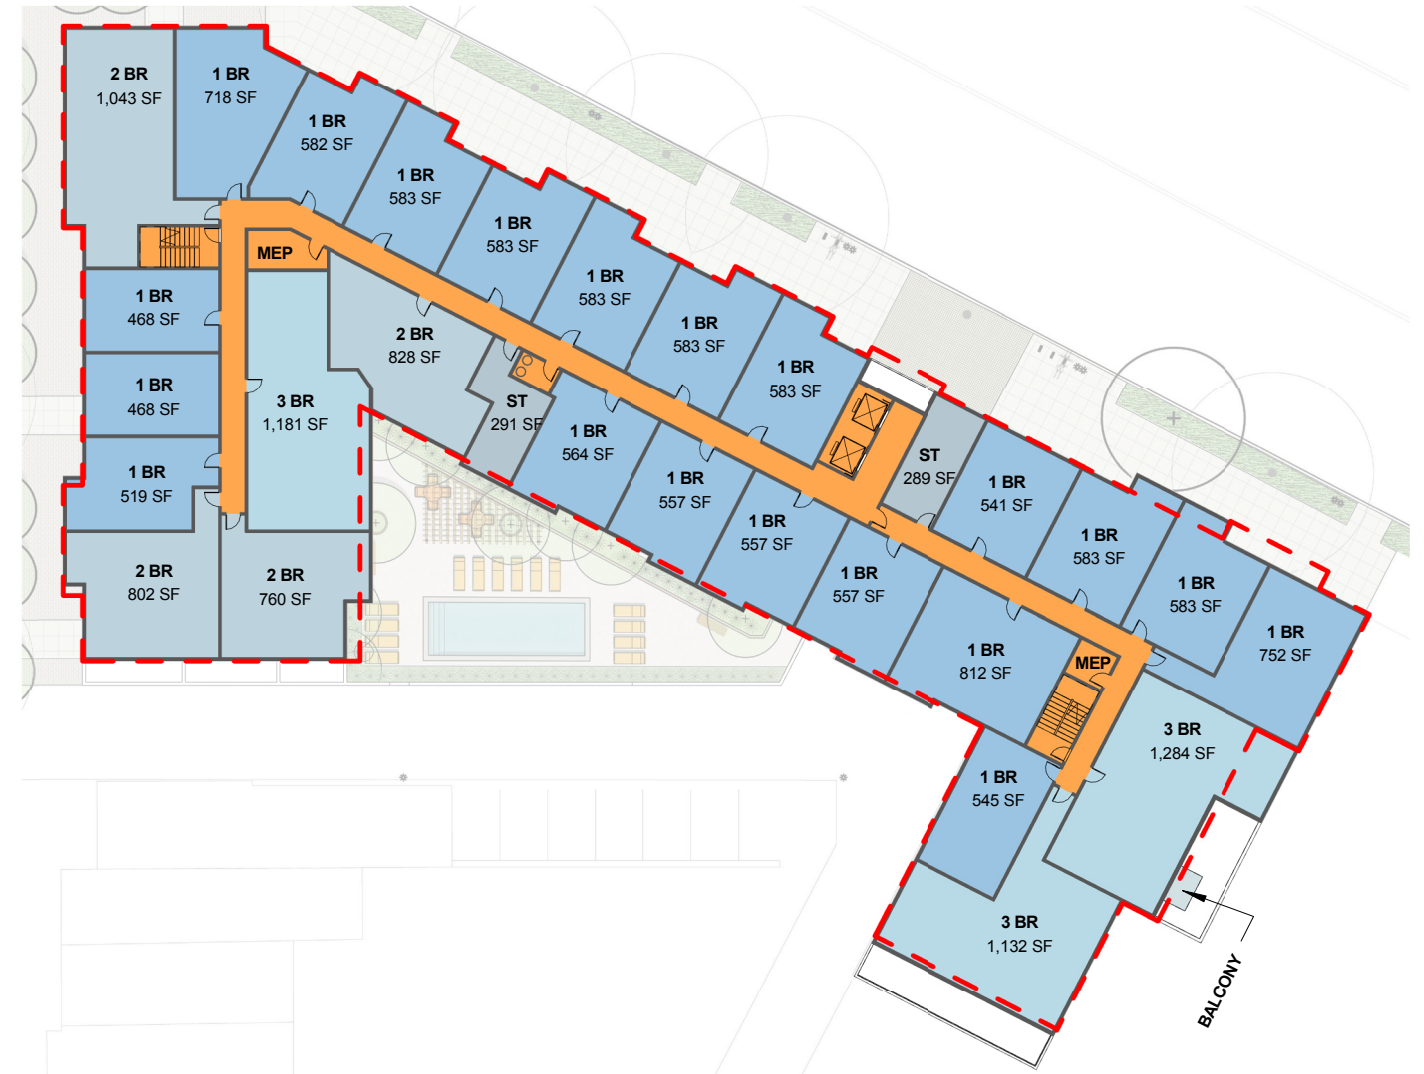 2 BR
1,043 SF
1 BR
718 SF
1 BR
582 SF
1 BR
583 SF
1 BR
583 SF
1 BR
583 SF
1 BR
583 SF
1 BR
583 SF
MEP
1 BR
468 SF
1 BR
468 SF
1 BR
519 SF
2 BR
802 SF
2 BR
760 SF
3 BR
1,181 SF
2 BR
828 SF
ST
291 SF
1 BR
564 SF
1 BR
557 SF
1 BR
557 SF
1 BR
557 SF
ST
289 SF
1 BR
541 SF
1 BR
583 SF
1 BR
583 SF
1 BR
752 SF
1 BR
812 SF
MEP
3 BR
1,284 SF
1 BR
545 SF
3 BR
1,132 SF
BALCONY